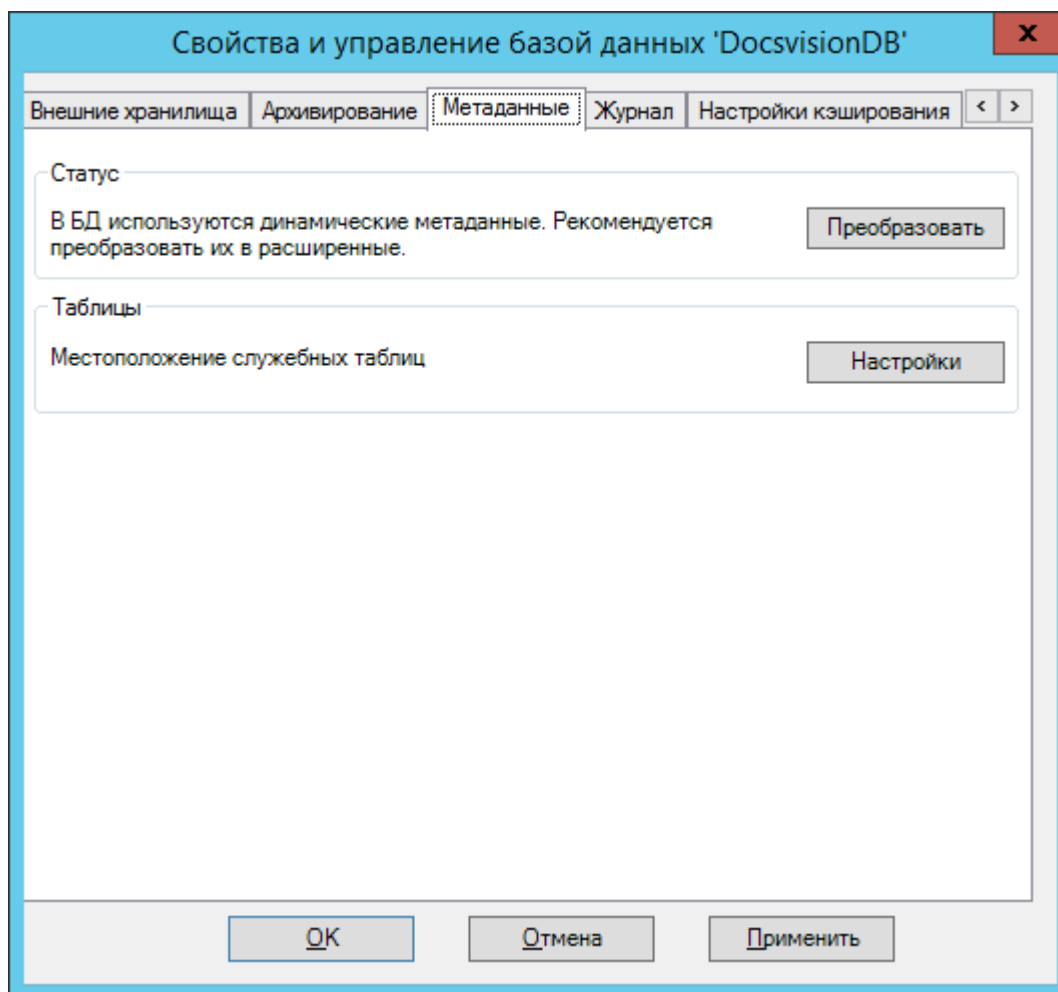 Свойства и управление базой данных 'DocsvisionDB'
x
Внешние хранилища Архивирование Метаданные Журнал Настройки кэширования < >
Статус
В БД используются динамические метаданные. Рекомендуется
преобразовать их в расширенные.
Преобразовать
Таблицы
Местоположение служебных таблиц
Настройки
OK Отмена Применить